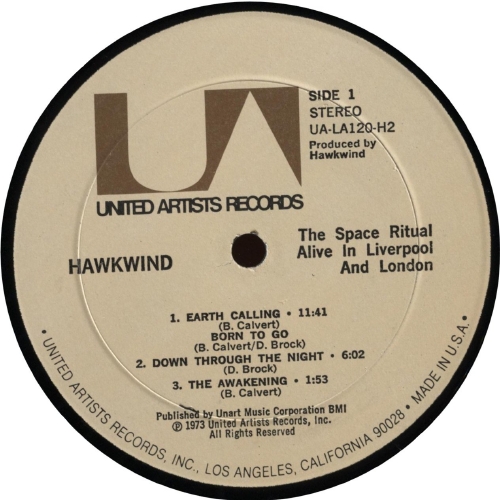 UA
SIDE 1
STEREO
UA-LA120-H2
Produced by
Hawkwind
UNITED ARTISTS RECORDS
HAWKWIND
The Space Ritual
Alive In Liverpool
And London
1. EARTH CALLING • 11:41
(B. Calvert)
BORN TO GO
(B. Calvert/D. Brock)
2. DOWN THROUGH THE NIGHT • 6:02
(D. Brock)
3. THE AWAKENING • 1:53
(B. Calvert)
Published by Unart Music Corporation BMI
℗ 1973 United Artists Records, Inc.
All Rights Reserved
• UNITED ARTISTS RECORDS, INC., LOS ANGELES, CALIFORNIA 90028 • MADE IN U.S.A. •